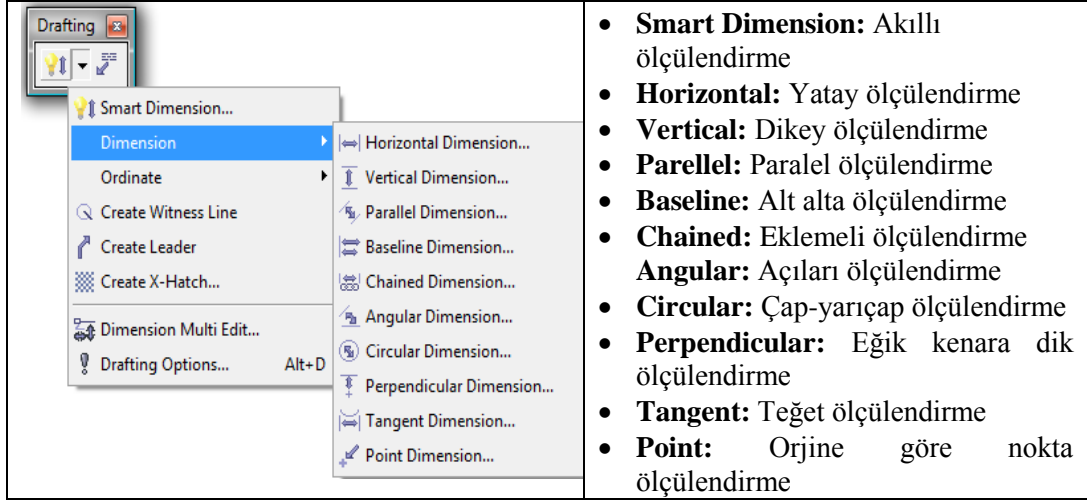 Drafting
Smart Dimension...
Dimension
Ordinate
Create Witness Line
Create Leader
Create X-Hatch...
Dimension Multi Edit...
Drafting Options... Alt+D
Horizontal Dimension...
Vertical Dimension...
Parallel Dimension...
Baseline Dimension...
Chained Dimension...
Angular Dimension...
Circular Dimension...
Perpendicular Dimension...
Tangent Dimension...
Point Dimension...
• Smart Dimension: Akıllı
ölçülendirme
• Horizontal: Yatay ölçülendirme
• Vertical: Dikey ölçülendirme
• Parellel: Paralel ölçülendirme
• Baseline: Alt alta ölçülendirme
• Chained: Eklemeli ölçülendirme
Angular: Açıları ölçülendirme
• Circular: Çap-yarıçap ölçülendirme
• Perpendicular: Eğik kenara dik
ölçülendirme
• Tangent: Teğet ölçülendirme
• Point: Orjine göre nokta
ölçülendirme